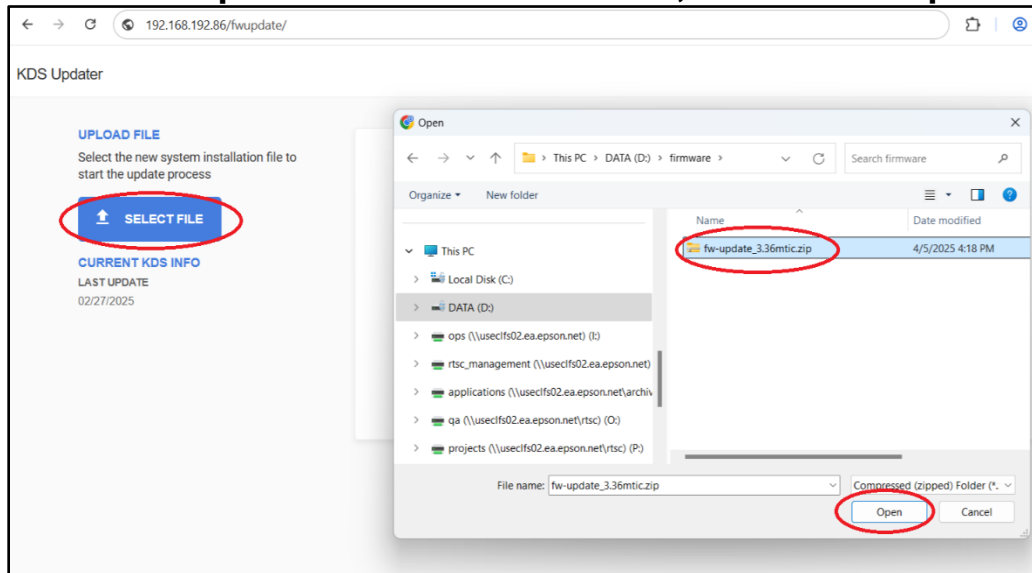 192.168.192.86/fwupdate/
KDS Updater
UPLOAD FILE
Select the new system installation file to
start the update process
SELECT FILE
CURRENT KDS INFO
LAST UPDATE
02/27/2025
Open
This PC > DATA (D:) > firmware >
Search firmware
Organize
New folder
Name
Date modified
This PC
Local Disk (C:)
DATA (D:)
ops (\\useclfs02.ea.epson.net) (I:)
rtsc_management (\\useclfs02.ea.epson.net)
applications (\\useclfs02.ea.epson.net\archiv
qa (\\useclfs02.ea.epson.net\rtsc) (O:)
projects (\\useclfs02.ea.epson.net\rtsc) (P:)
fw-update_3.36mtic.zip
4/5/2025 4:18 PM
File name:
fw-update_3.36mtic.zip
Compressed (zipped) Folder (*.
Open
Cancel